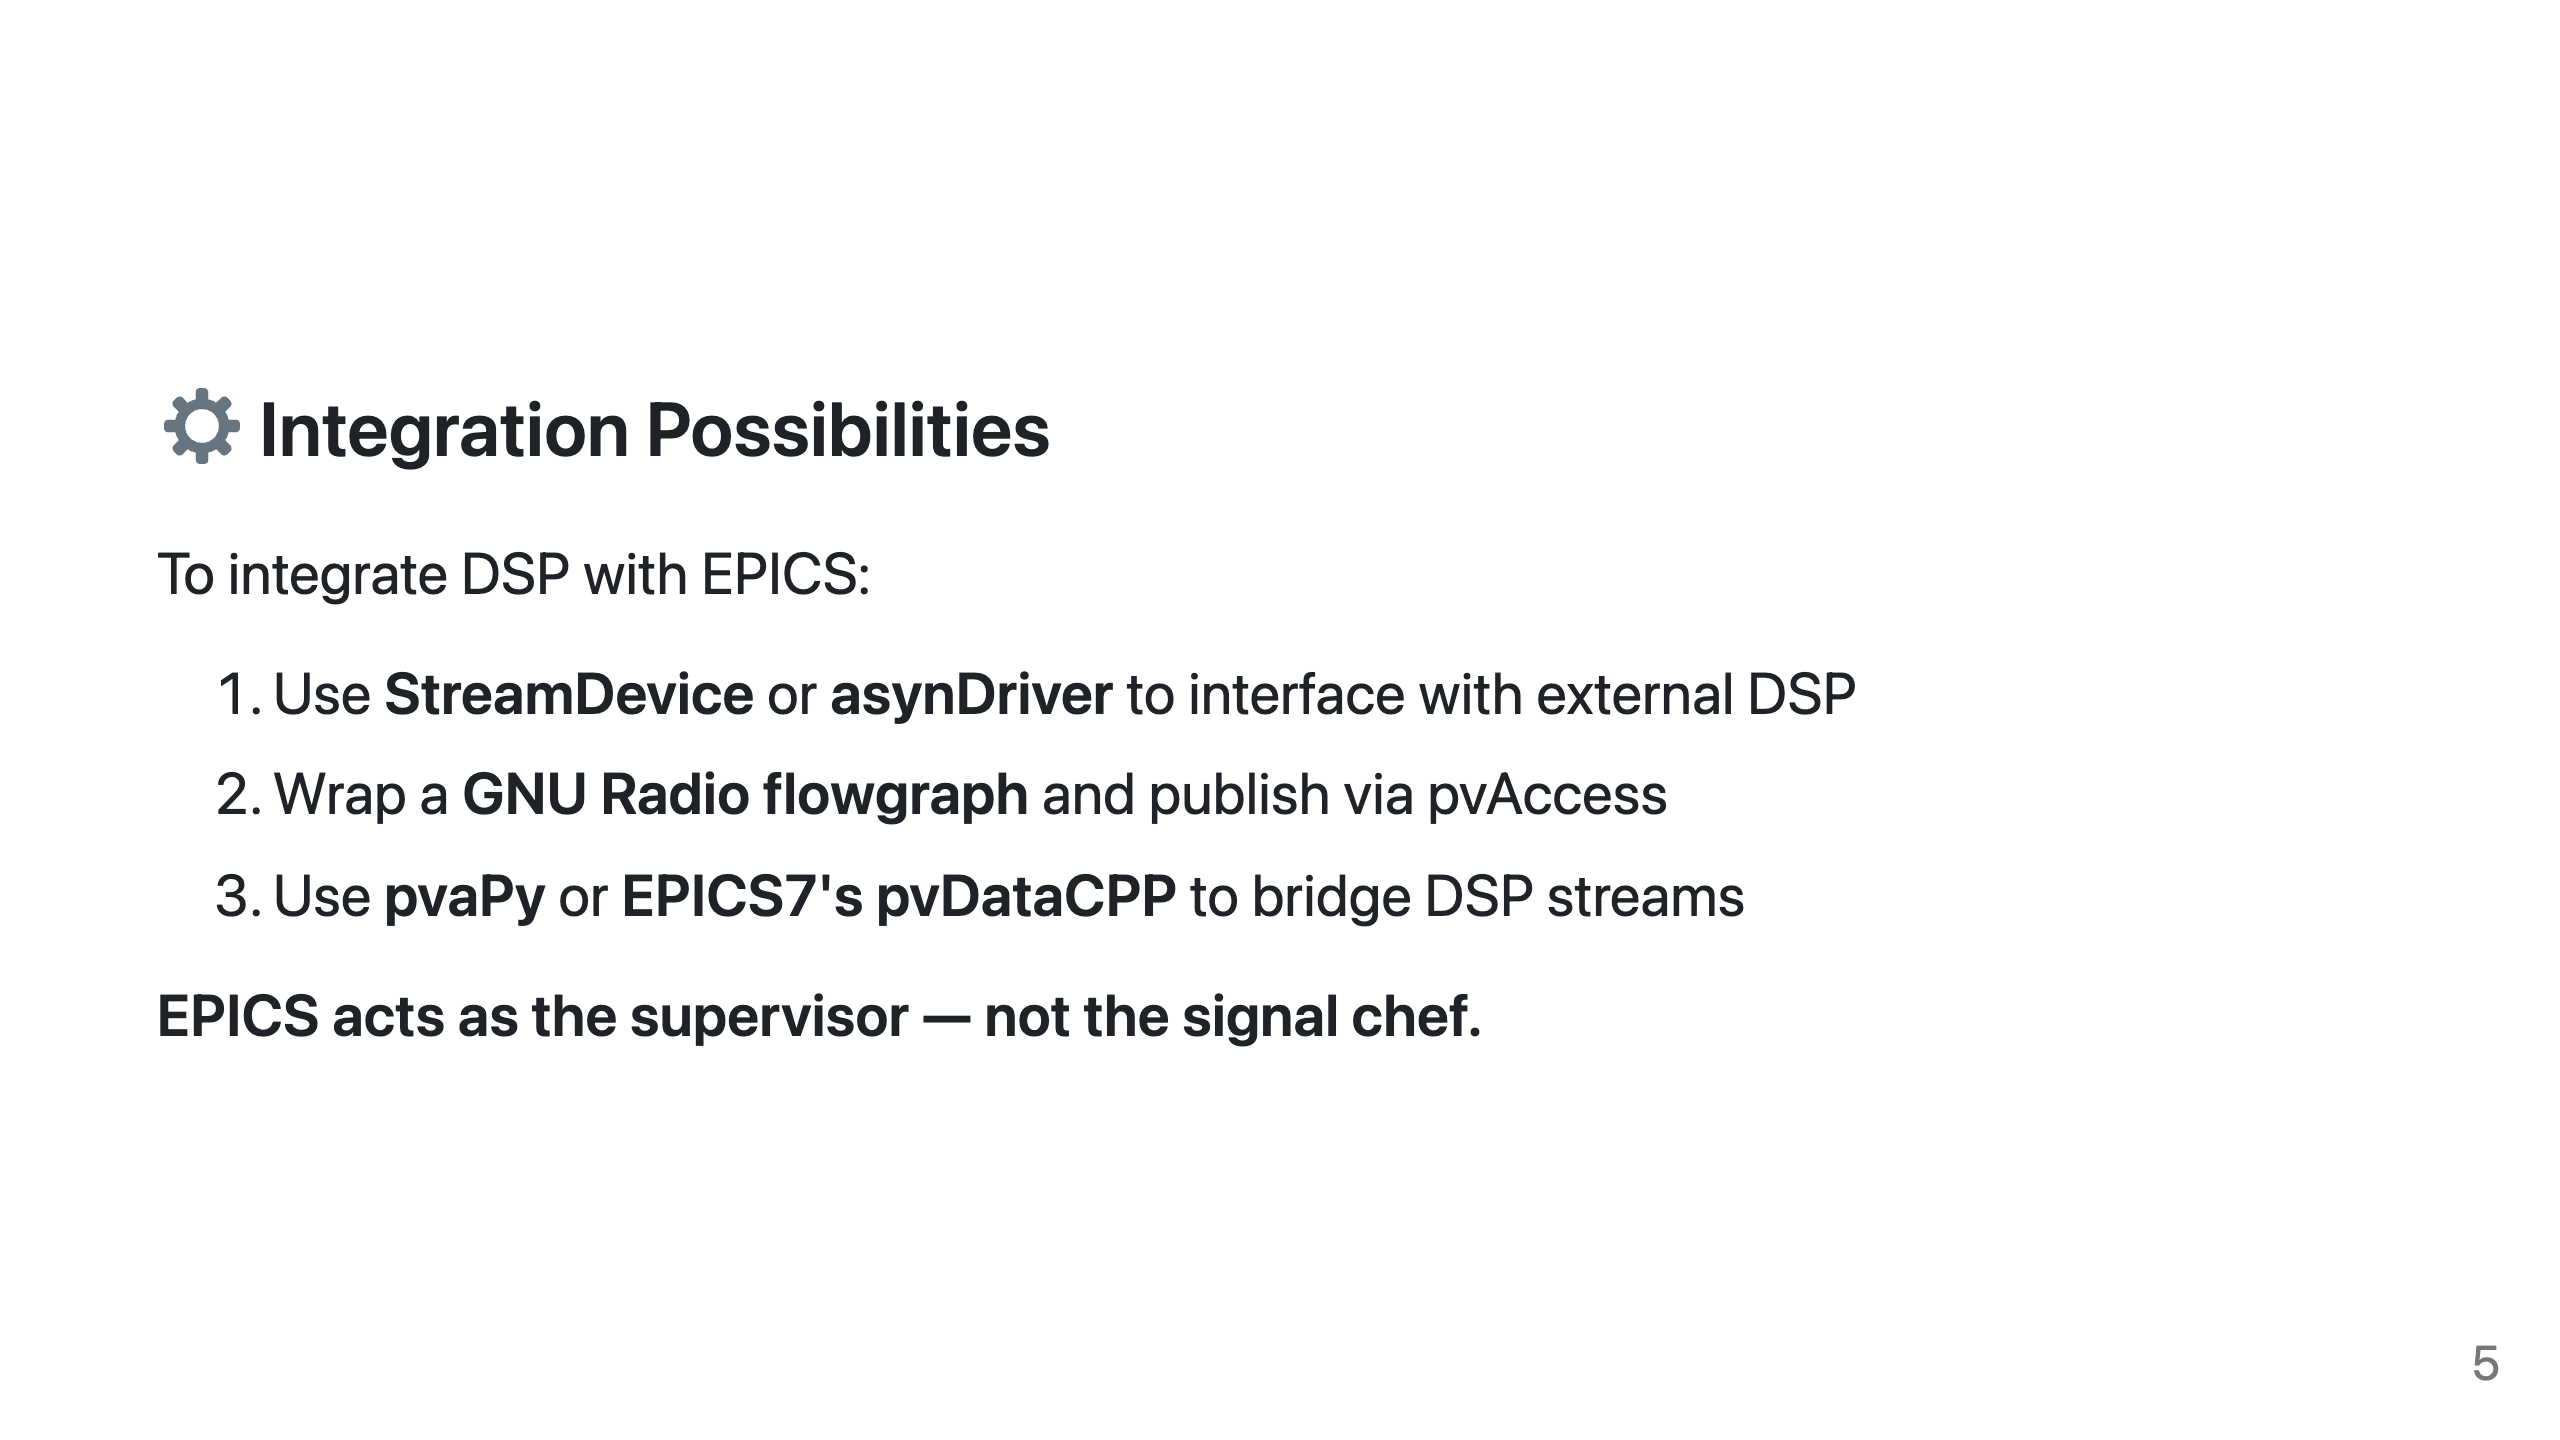 ⚙ Integration Possibilities
To integrate DSP with EPICS:
1. Use StreamDevice or asynDriver to interface with external DSP
2. Wrap a GNU Radio flowgraph and publish via pvAccess
3. Use pvaPy or EPICS7's pvDataCPP to bridge DSP streams
EPICS acts as the supervisor — not the signal chef.
5